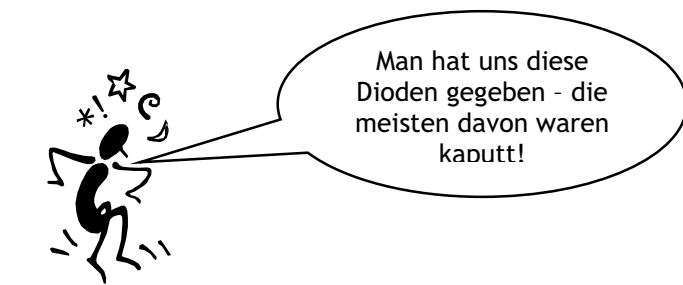 Man hat uns diese
Dioden gegeben – die
meisten davon waren
kaputt!